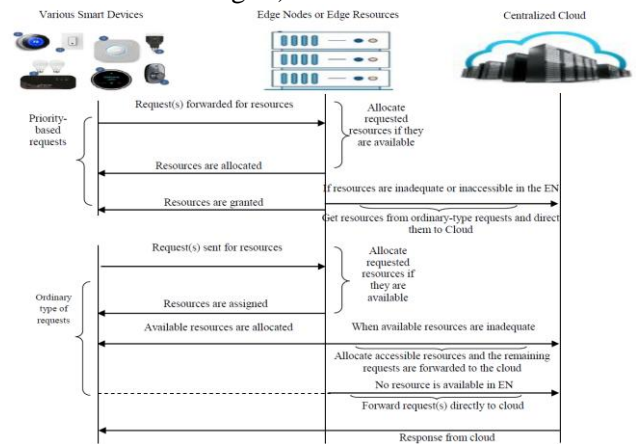 Various Smart Devices
Edge Nodes or Edge Resources
Centralized Cloud
Priority-
based
requests
Request(s) forwarded for resources
Allocate
requested
resources if they
are available
Resources are allocated
If resources are inadequate or inaccessible in the EN
Resources are granted
Get resources from ordinary-type requests and direct
them to Cloud
Request(s) sent for resources
Allocate
requested
resources if
they are
available
Ordinary
type of
requests
Resources are assigned
Available resources are allocated
When available resources are inadequate
Allocate accessible resources and the remaining
requests are forwarded to the cloud
No resource is available in EN
Forward request(s) directly to cloud
Response from cloud